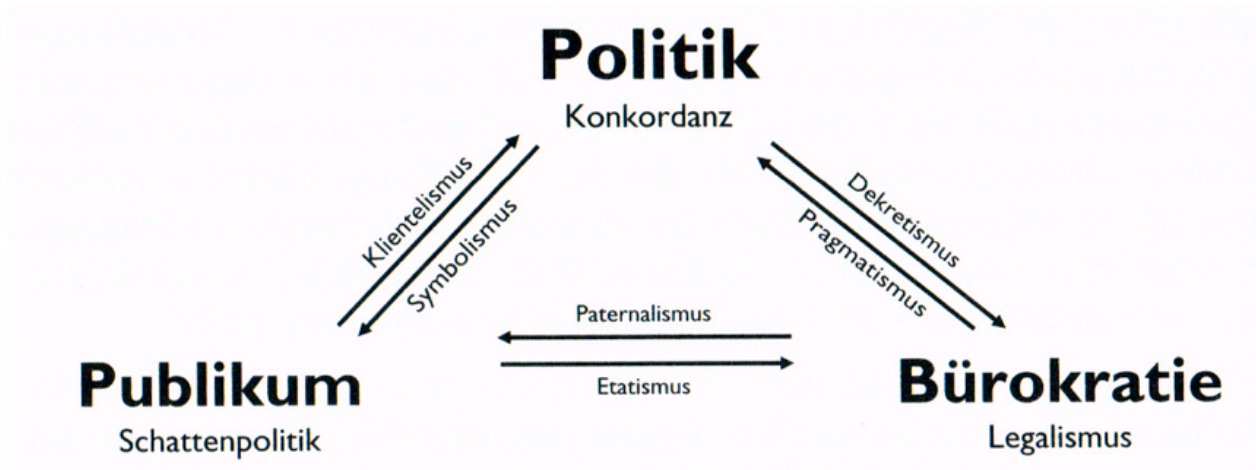 Politik
Konkordanz
Klientelismus
Symbolismus
Dekretismus
Pragmatismus
Paternalismus
Etatismus
Publikum
Schattenpolitik
Bürokratie
Legalismus